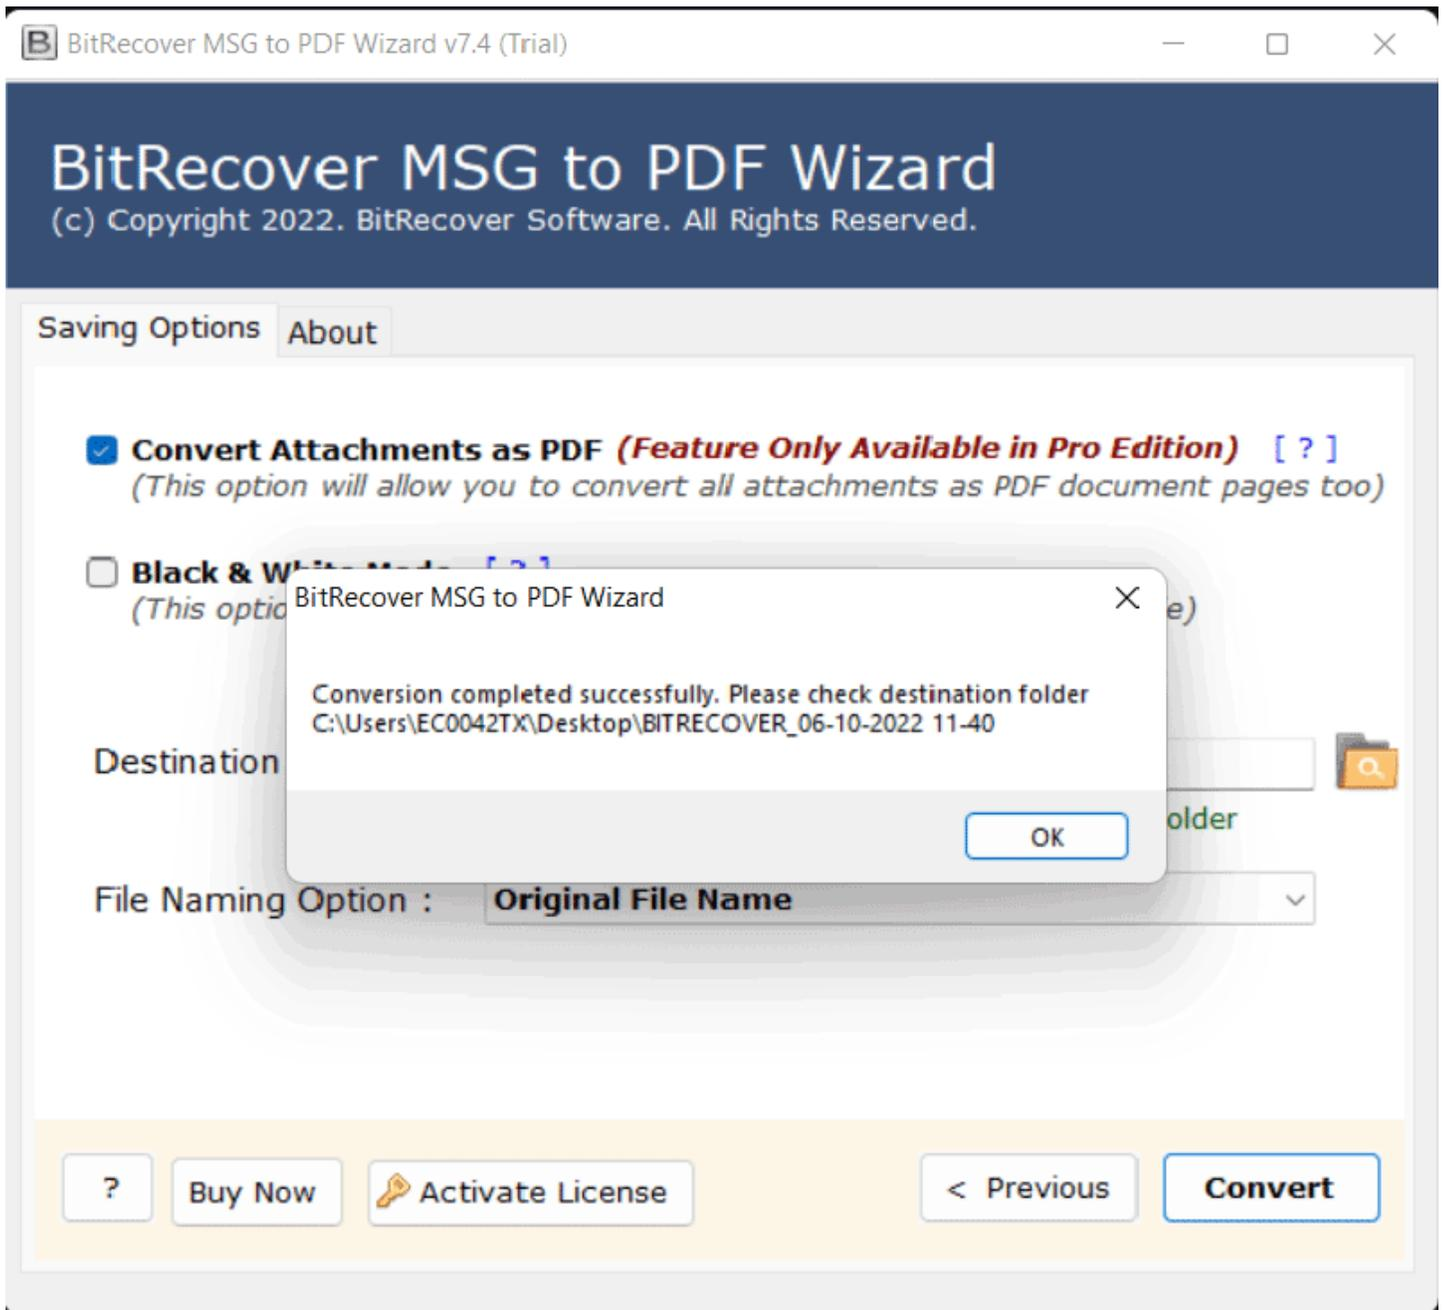 B BitRecover MSG to PDF Wizard v7.4 (Trial)
BitRecover MSG to PDF Wizard
(c) Copyright 2022. BitRecover Software. All Rights Reserved.
Saving Options About
Convert Attachments as PDF (Feature Only Available in Pro Edition) [ ? ]
(This option will allow you to convert all attachments as PDF document pages too)
Black & White Mode [ ? ]
(This optio e)
BitRecover MSG to PDF Wizard
Conversion completed successfully. Please check destination folder
C:\Users\EC0042TX\Desktop\BITRECOVER_06-10-2022 11-40
OK
Destination
older
File Naming Option : Original File Name
? Buy Now Activate License < Previous Convert